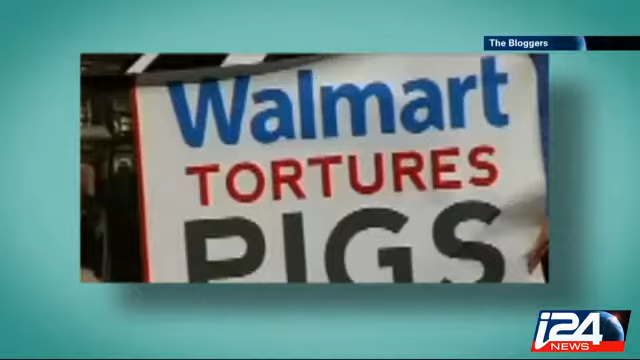 The Bloggers
Walmart
TORTURES
PIGS
i24
NEWS